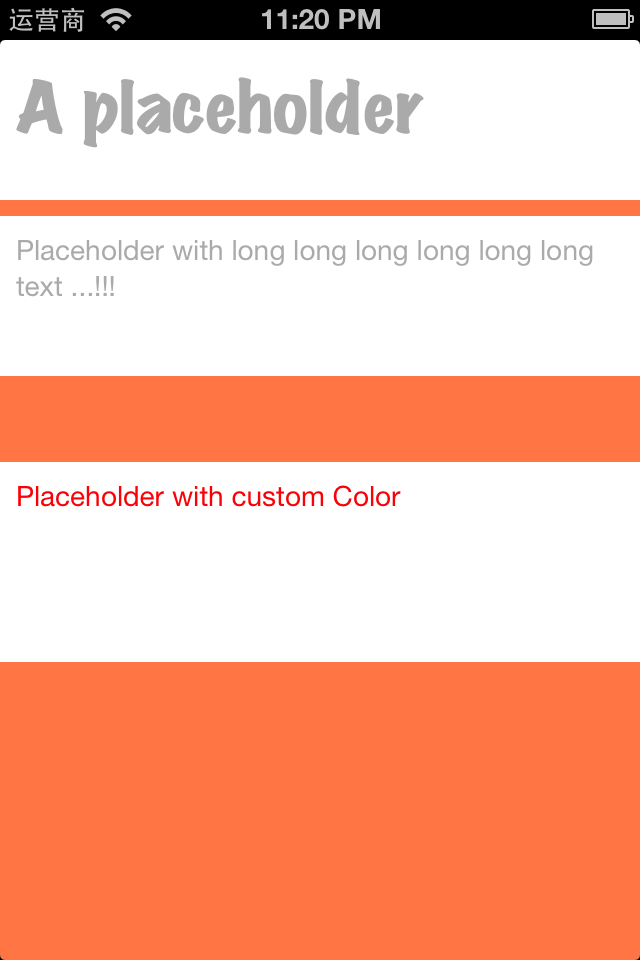 运营商 11:20 PM
A placeholder
Placeholder with long long long long long long
text ...!!!
Placeholder with custom Color